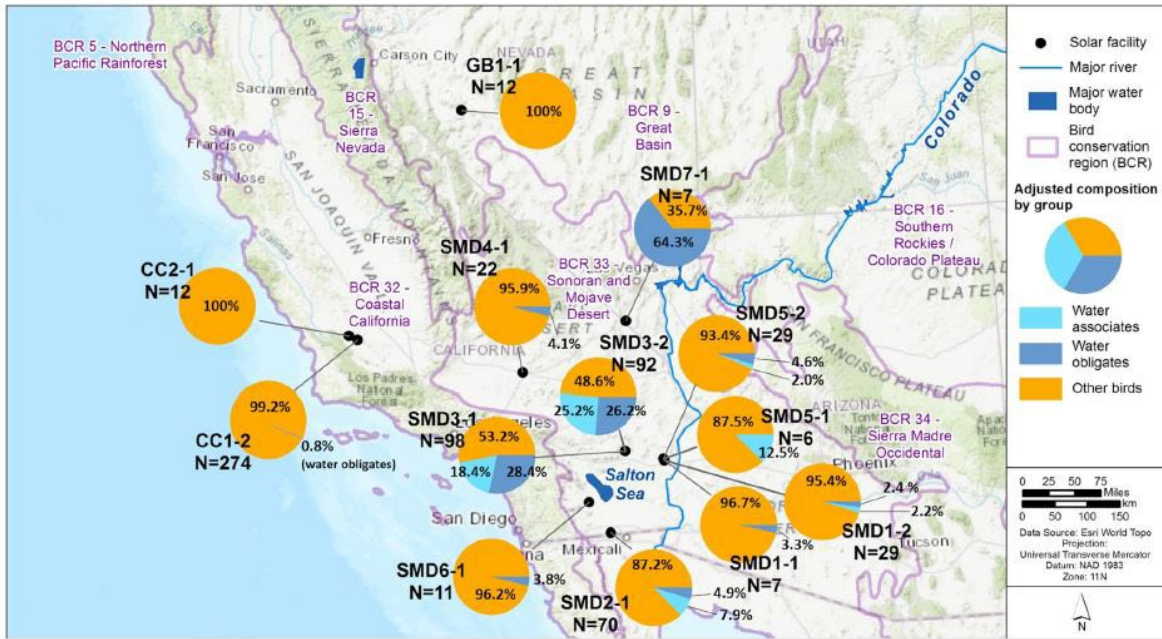 BCR 5 - Northern
Pacific Rainforest
Carson City
NEVADA
GREAT
BASIN
UTAH
GB1-1
N=12
100%
Sacramento
BCR
15 -
Sierra
Nevada
BCR 9 -
Great
Basin
Colorado
San
Francisco
San Jose
SAN JOAQUIN
SMD7-1
N=7
35.7%
64.3%
San Juan
BCR 16 -
Southern
Rockies /
Colorado Plateau
Salinas
Fresno
SMD4-1
N=22
95.9%
4.1%
BCR 33 -
Sonoran and
Mojave
Desert
Vegas
CC2-1
N=12
100%
BCR 32 -
Coastal
California
CALIFORNIA
SMD5-2
N=29
93.4%
4.6%
2.0%
SAN FRANCISCO PLATEAU
SMD3-2
N=92
48.6%
25.2%
26.2%
Los Padres
National
Forest
ARIZONA
CC1-2
N=274
99.2%
0.8%
(water obligates)
SMD3-1
N=98
53.2%
18.4%
28.4%
SMD5-1
N=6
87.5%
12.5%
BCR 34 -
Sierra Madre
Occidental
Phoenix
Salton
Sea
95.4%
2.4 %
2.2%
SMD1-2
N=29
Tucson
San Diego
Mexicali
96.7%
3.3%
SMD1-1
N=7
SMD6-1
N=11
3.8%
96.2%
SMD2-1
N=70
87.2%
4.9%
7.9%
Solar facility
Major river
Major water
body
Bird
conservation
region (BCR)
Adjusted composition
by group
Water
associates
Water
obligates
Other birds
0 25 50 75
Miles
km
0 50 100 150
Data Source: Esri World Topo
Projection:
Universal Transverse Mercator
Datum: NAD 1983
Zone: 11N
N